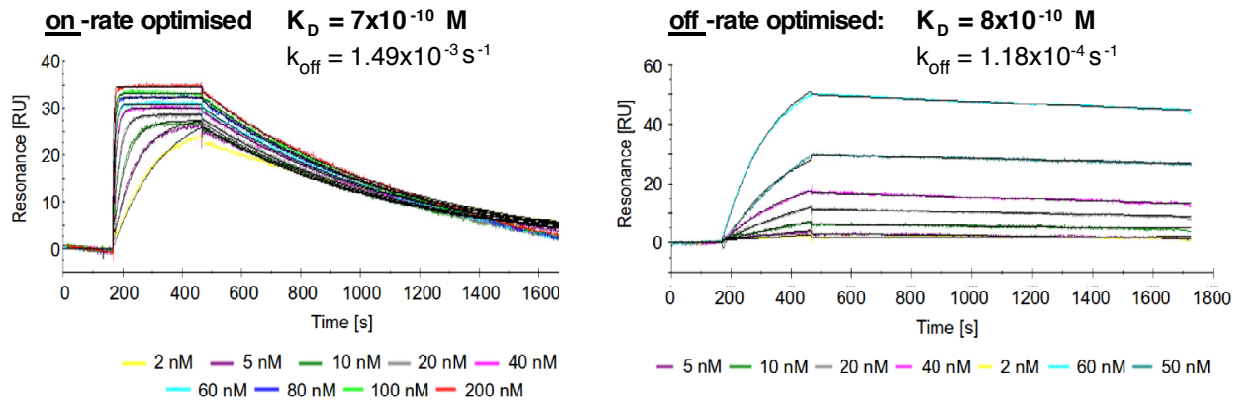 on -rate optimised K_D = 7x10^-10 M
k_off = 1.49x10^-3 s^-1
40
30
20
10
0
Resonance [RU]
0 200 400 600 800 1000 1200 1400 1600
Time [s]
2 nM 5 nM 10 nM 20 nM 40 nM
60 nM 80 nM 100 nM 200 nM
off -rate optimised: K_D = 8x10^-10 M
k_off = 1.18x10^-4 s^-1
60
40
20
0
Resonance [RU]
0 200 400 600 800 1000 1200 1400 1600 1800
Time [s]
5 nM 10 nM 20 nM 40 nM 2 nM 60 nM 50 nM